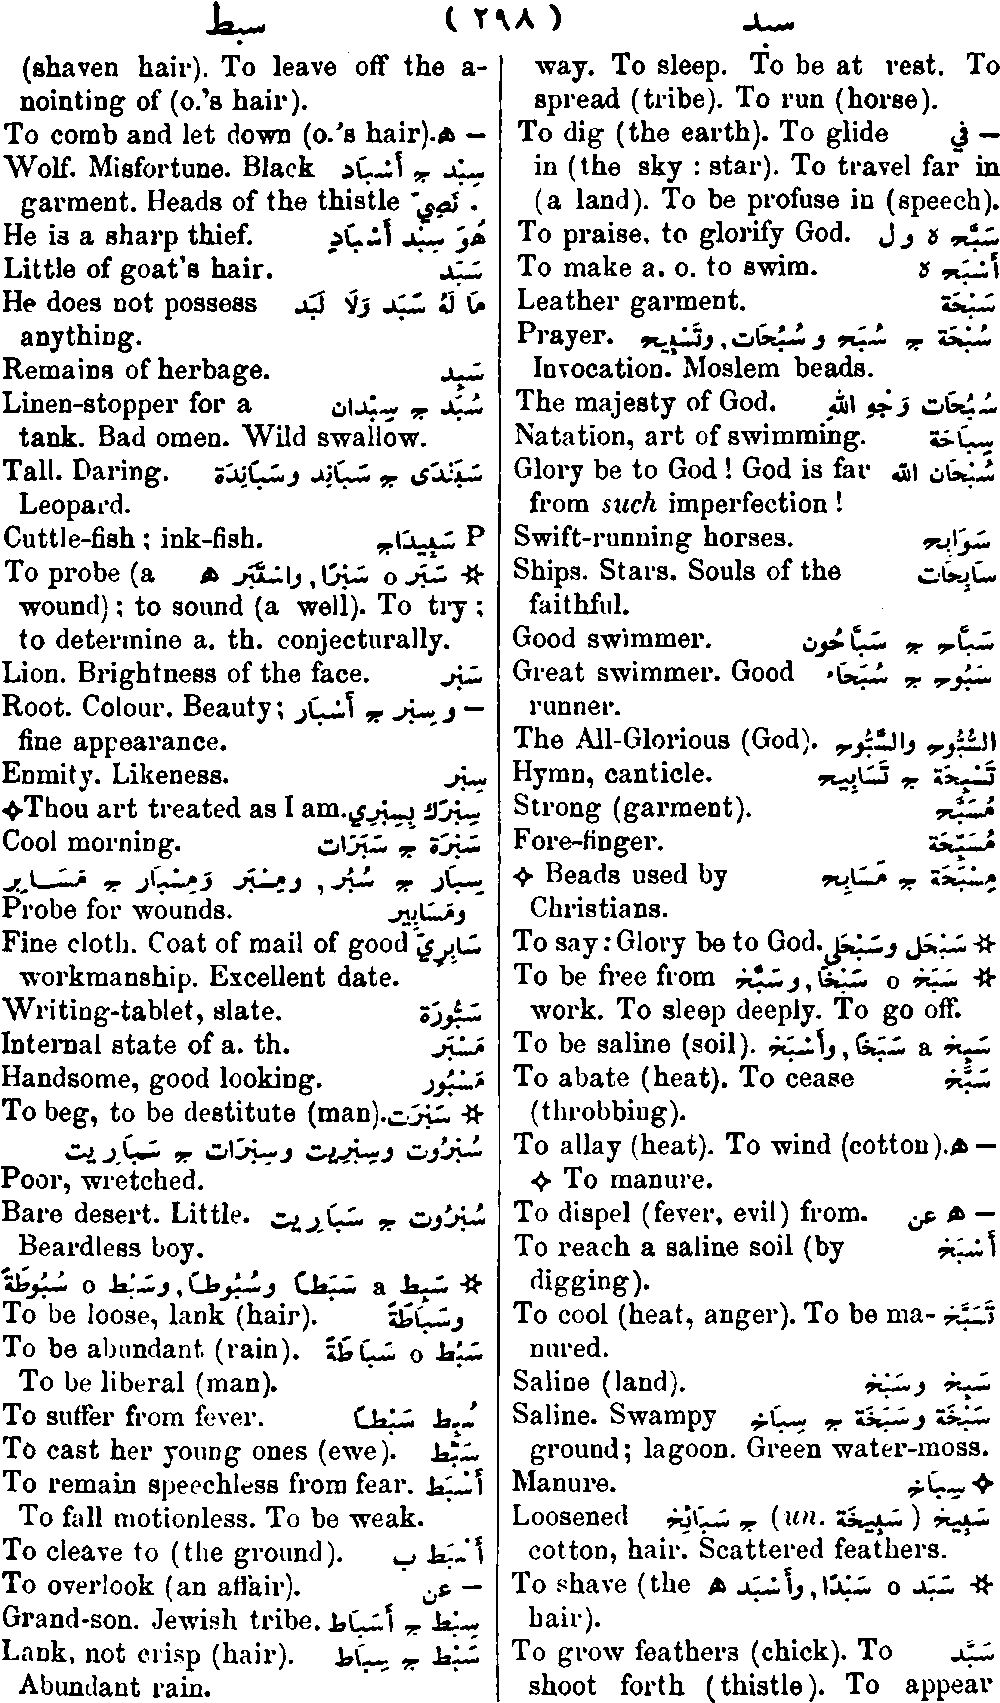 سبد ( ٢٩٨ ) سبط
way. To sleep. To be at rest. To
spread (tribe). To run (horse).
To dig (the earth). To glide — في
in (the sky : star). To travel far in
(a land). To be profuse in (speech).
To praise, to glorify God. سَبَّح ه ول
To make a. o. to swim. أَسْبَح ه
Leather garment. سَبْحَة
Prayer. سُبْحَة ج سُبَح و سُبُحَات, وتَسْبِيح
Invocation. Moslem beads.
The majesty of God. سُبُحَات وَجْهِ اللّٰه
Natation, art of swimming. سِبَاحَة
Glory be to God ! God is far سُبْحَان اللّٰه
from such imperfection !
Swift-running horses. سَوَابِح
Ships. Stars. Souls of the سَابِحَات
faithful.
Good swimmer. سَبَّاح ج سَبَّاحُون
Great swimmer. Good سَبُوح ج سُبَحَاء
runner.
The All-Glorious (God). السُّبُّوح والسَّبُّوح
Hymn, canticle. تَسْبِحَة ج تَسَابِيح
Strong (garment). مُسَبَّح
Fore-finger. مُسَبِّحَة
✧ Beads used by مِسْبَحَة ج مَسَابِح
Christians.
To say : Glory be to God. ✲ سَبْحَل وسَبْحَلَى
To be free from ✲ سَبَخ o سَبْخًا, وسَبَّخ
work. To sleep deeply. To go off.
To be saline (soil). سَبِخ a سَبَخًا, وأَسْبَخ
To abate (heat). To cease سَبَّخ
(throbbing).
To allay (heat). To wind (cotton). — ه
✧ To manure.
To dispel (fever, evil) from. — ه عن
To reach a saline soil (by أَسْبَخ
digging).
To cool (heat, anger). To be ma- تَسَبَّخ
nured.
Saline (land). سَبِخ وسَبْخ
Saline. Swampy سَبْخَة وسَبَخَة ج سِبَاخ
ground; lagoon. Green water-moss.
Manure. ✧ سِبَاخ
Loosened سَبِيخ ( un. سَبِيخَة ) ج سَبَائِخ
cotton, hair. Scattered feathers.
To shave (the ✲ سَبَد o سَبْدًا, وأَسْبَد ه
hair).
To grow feathers (chick). To سَبَّد
shoot forth (thistle). To appear
(shaven hair). To leave off the a-
nointing of (o.'s hair).
To comb and let down (o.'s hair). — ه
Wolf. Misfortune. Black سِبْد ج أَسْبَاد
garment. Heads of the thistle نَصِيّ .
He is a sharp thief. هُوَ سِبْد أَسْبَادٍ
Little of goat's hair. سَبَد
He does not possess مَا لَهُ سَبَد وَلَا لَبَد
anything.
Remains of herbage. سَبِد
Linen-stopper for a سُبَد ج سِبْدان
tank. Bad omen. Wild swallow.
Tall. Daring. سَبَنْدَى ج سَبَانِد وسَبَانِدَة
Leopard.
Cuttle-fish ; ink-fish. P سَبِيدَاج
To probe (a ✲ سَبَر o سَبْرًا, واسْتَبَر ه
wound) ; to sound (a well). To try ;
to determine a. th. conjecturally.
Lion. Brightness of the face. سَبْر
Root. Colour. Beauty; — و سِبْر ج أَسْبَار
fine appearance.
Enmity. Likeness. سِبْر
✧Thou art treated as I am. سِبْرَك بِسِبْرِي
Cool morning. سَبْرَة ج سَبَرَات
سِبَار ج سُبُر, ومِسْبَر وَمِسْبَار ج مَسَابِر
Probe for wounds. ومَسَابِير
Fine cloth. Coat of mail of good سَابِرِيّ
workmanship. Excellent date.
Writing-tablet, slate. سَبُّورَة
Internal state of a. th. مَسْبَر
Handsome, good looking. مَسْبُور
To beg, to be destitute (man). ✲ سَبْرَت
سُبْرُوت وسِبْرِيت وسِبْرَات ج سَبَارِيت
Poor, wretched.
Bare desert. Little. سُبْرُوت ج سَبَارِيت
Beardless boy.
✲ سَبِط a سَبَطًا وسُبُوطًا, وسَبُط o سُبُوطَةً
To be loose, lank (hair). وسَبَاطَةً
To be abundant (rain). سَبُط o سَبَاطَةً
To be liberal (man).
To suffer from fever. سُبِط سَبْطًا
To cast her young ones (ewe). سَبَّط
To remain speechless from fear. أَسْبَط
To fall motionless. To be weak.
To cleave to (the ground). أَسْبَط ب
To overlook (an affair). — عن
Grand-son. Jewish tribe. سِبْط ج أَسْبَاط
Lank, not crisp (hair). سَبْط ج سِبَاط
Abundant rain.